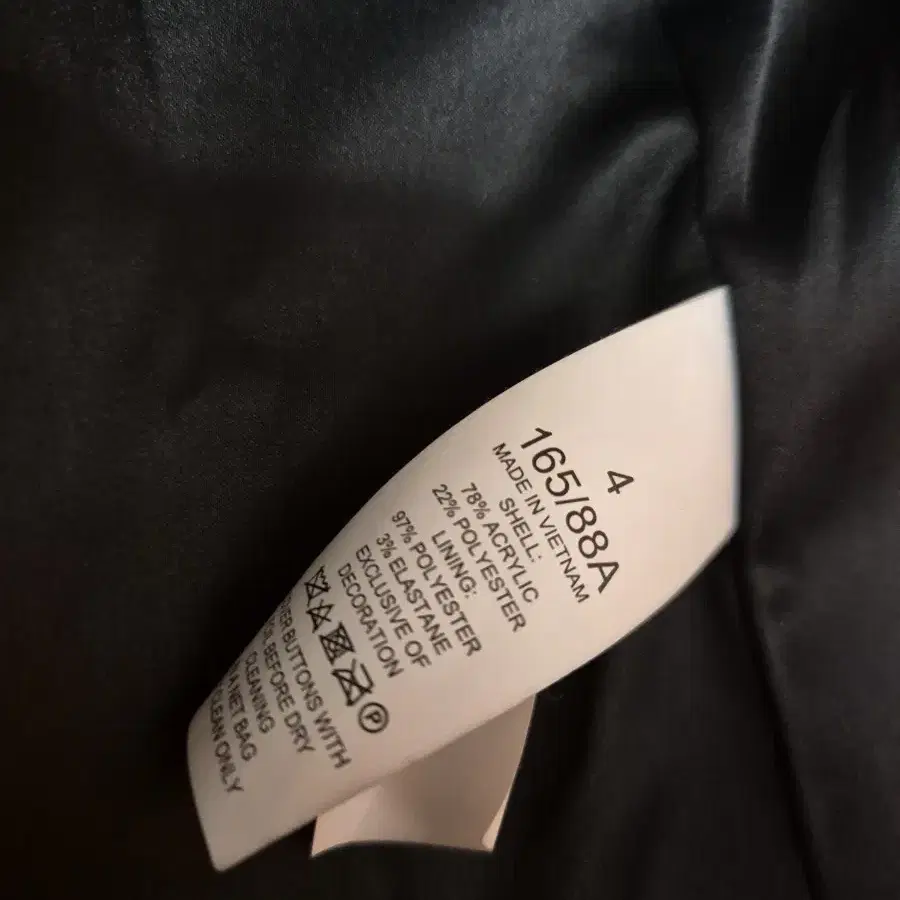 4
165/88A
MADE IN VIETNAM
SHELL:
78% ACRYLIC
22% POLYESTER
LINING:
97% POLYESTER
3% ELASTANE
EXCLUSIVE OF
DECORATION
P
BUTTONS WITH
BEFORE DRY
CLEANING
A NET BAG
CLEAN ONLY